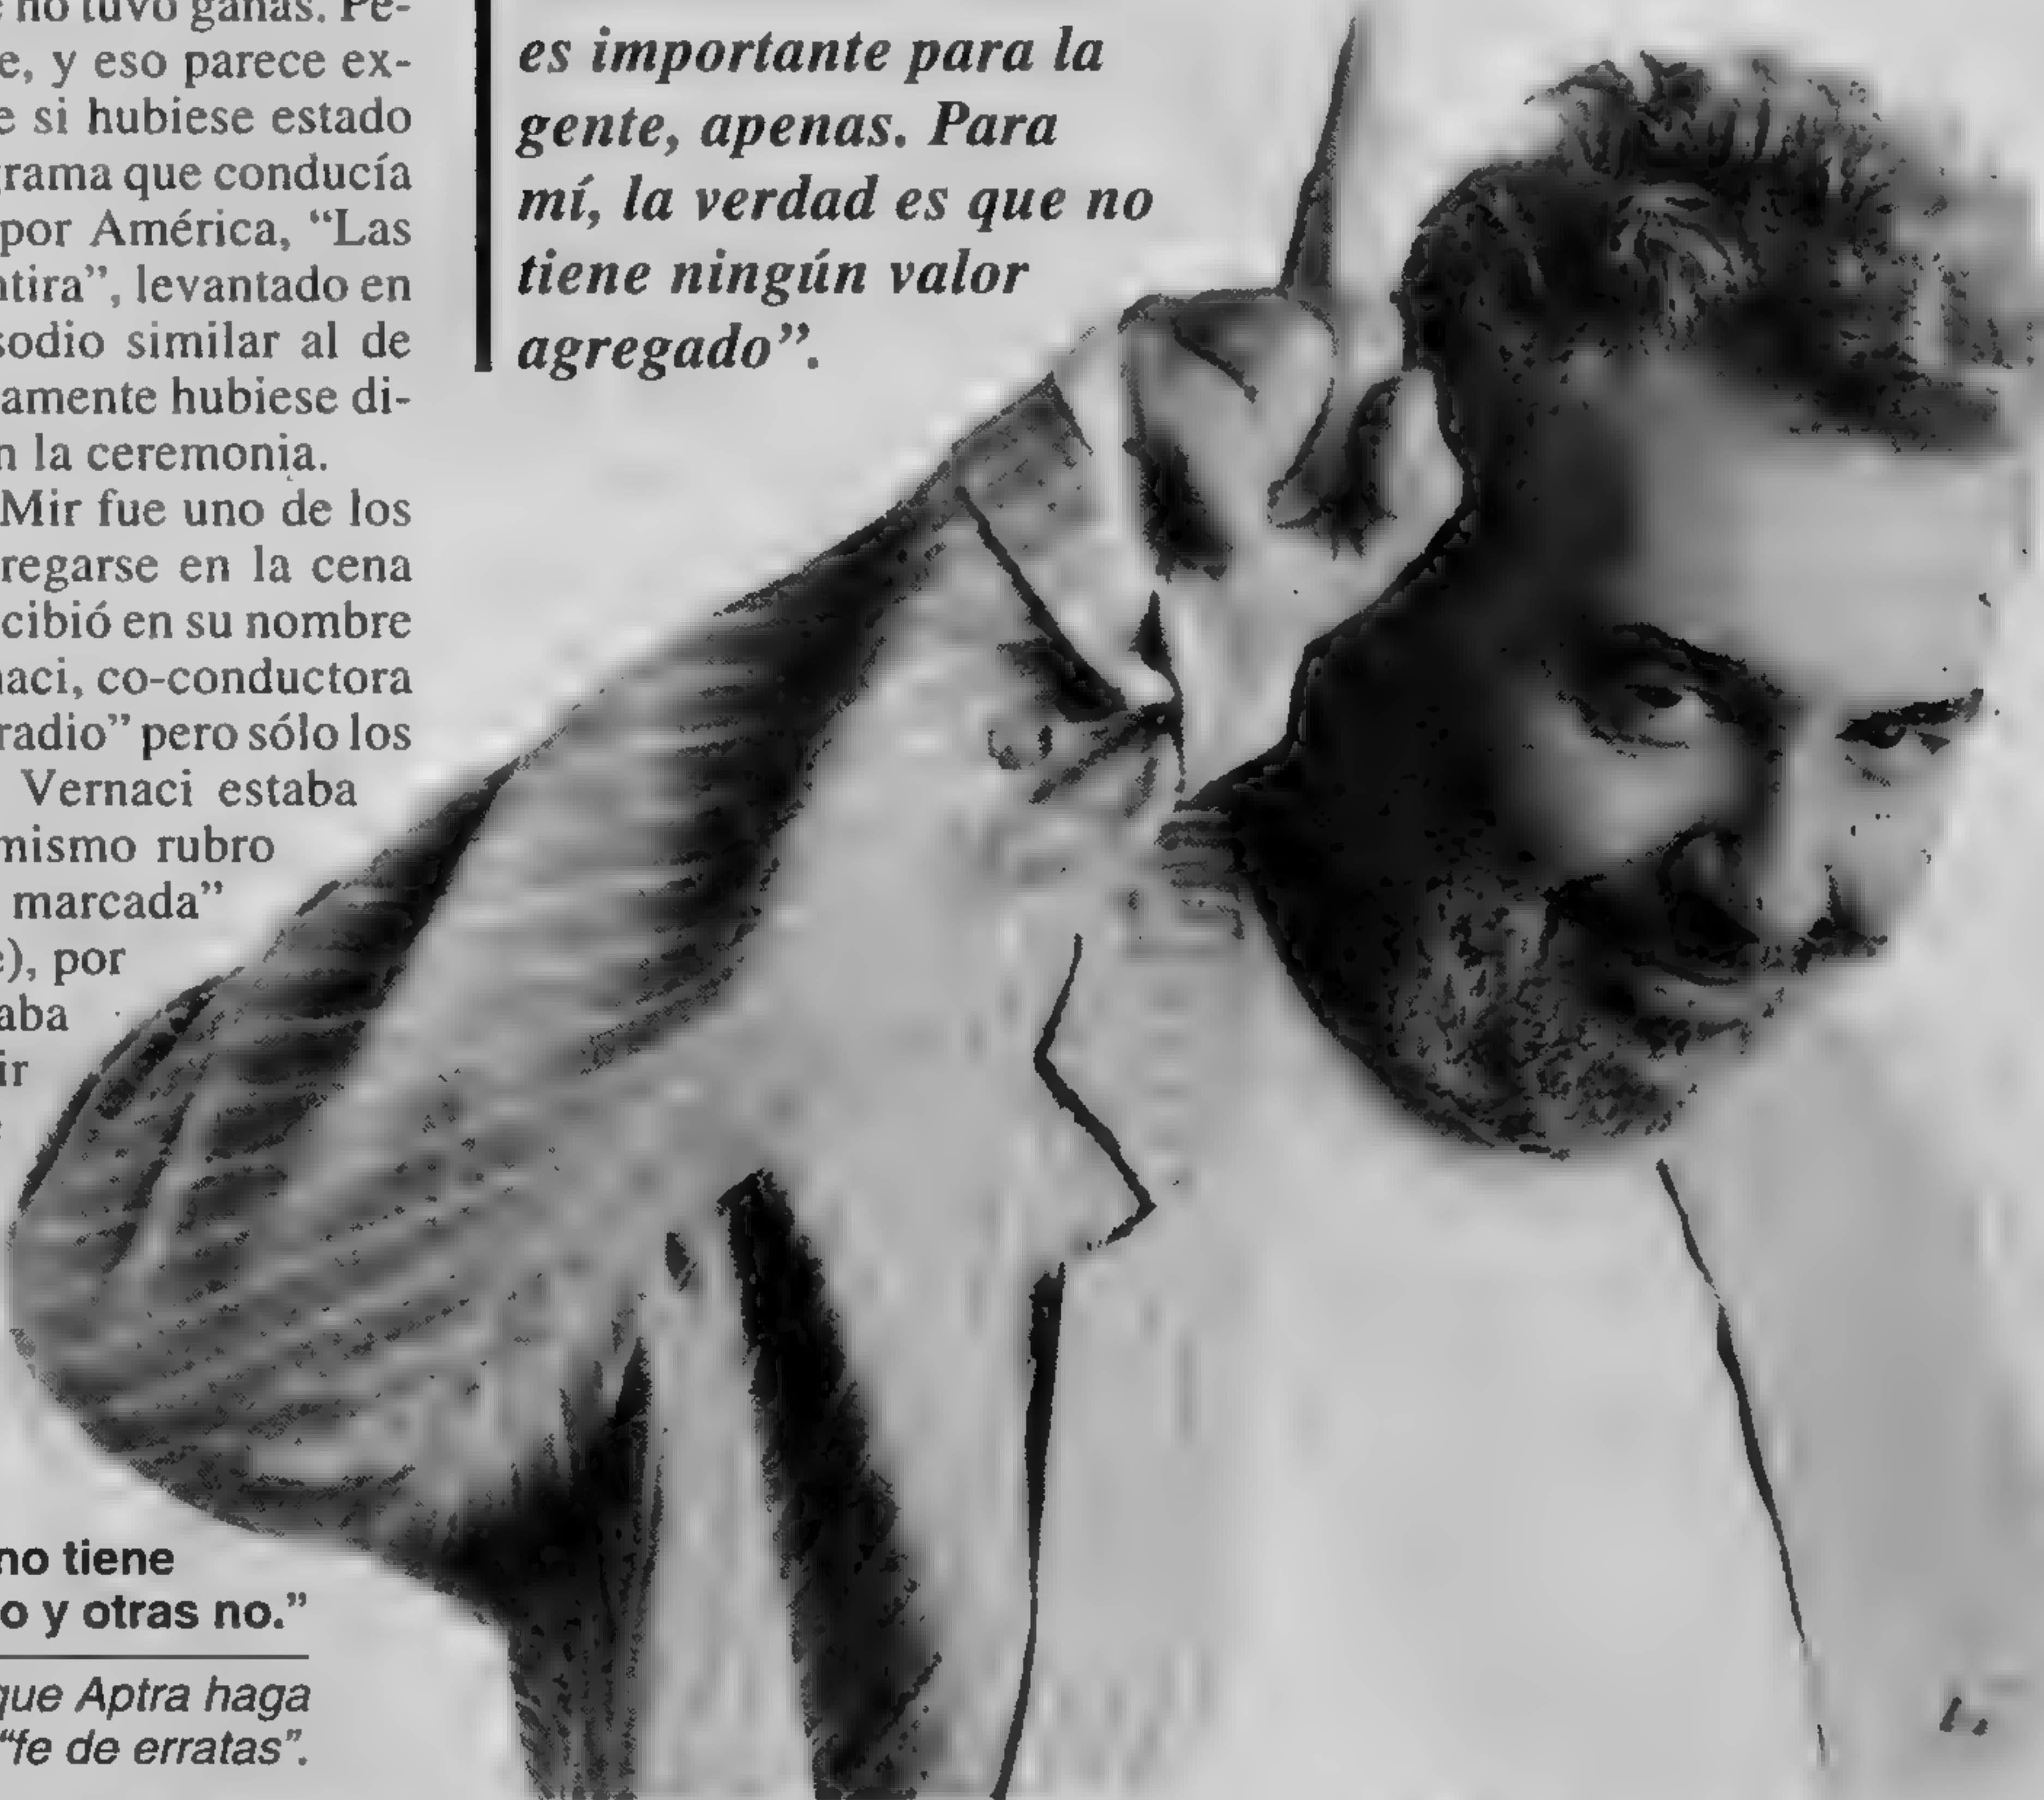 no tuvo ganas. Pe-
e, y eso parece ex-
e si hubiese estado
grama que conducía
por América, “Las
ntira”, levantado en
sodio similar al de
amente hubiese di-
n la ceremonia.
Mir fue uno de los
regarse en la cena
cibió en su nombre
naci, co-conductora
radio” pero sólo los
Vernaci estaba
mismo rubro
marcada”
e), por
aba
ir
no tiene
o y otras no.”
que Aptra haga
“fe de erratas”.
es importante para la
gente, apenas. Para
mí, la verdad es que no
tiene ningún valor
agregado”.